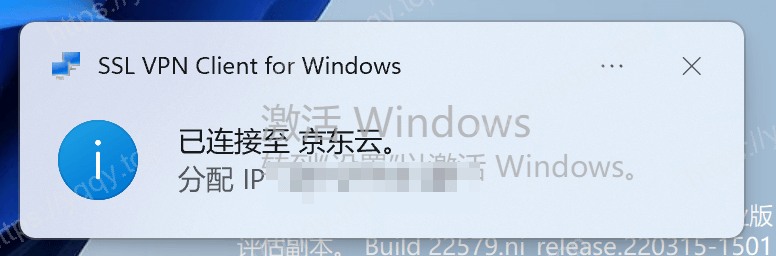 SSL VPN Client for Windows
激活 Windows
已连接至 京东云。
转到"设置"以激活 Windows。
分配 IP
版
评估副本。 Build 22579.ni_release.220315-1501